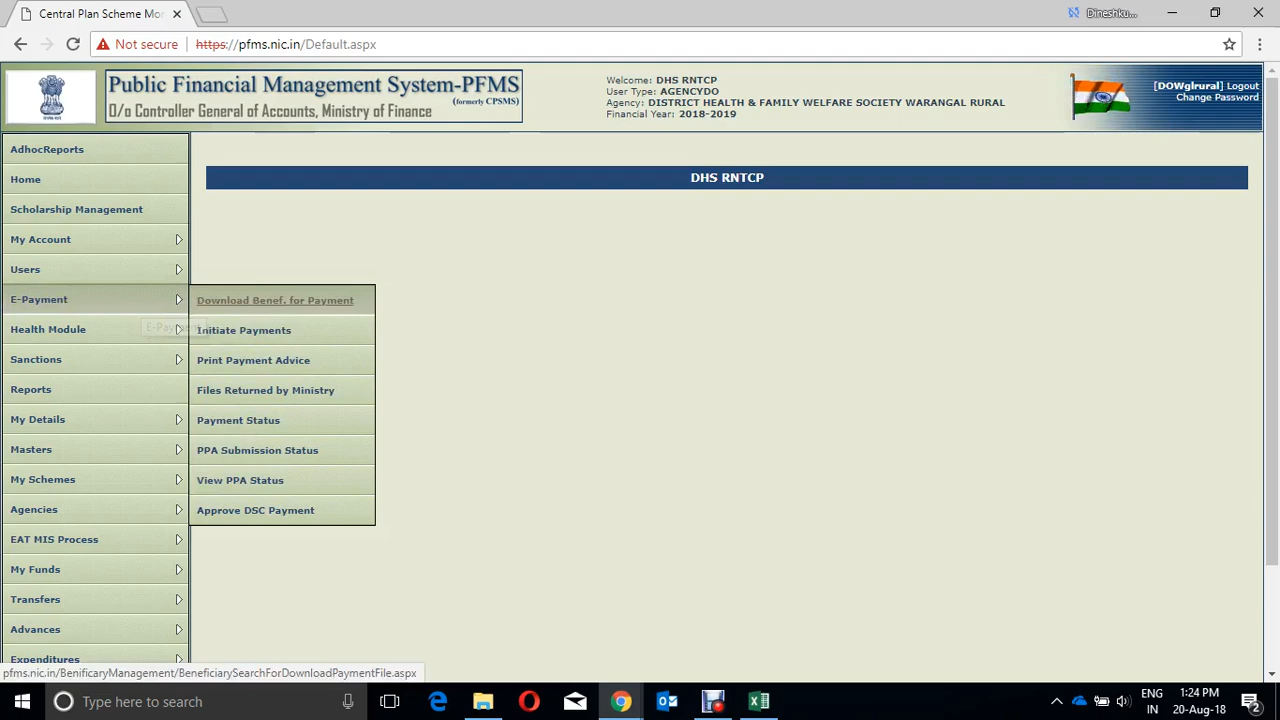 Central Plan Scheme Mo
Dineshku...
Not secure
https://pfms.nic.in/Default.aspx
Public Financial Management System-PFMS
(formerly CPSMS)
O/o Controller General of Accounts, Ministry of Finance
Welcome: DHS RNTCP
User Type: AGENCYDO
Agency: DISTRICT HEALTH & FAMILY WELFARE SOCIETY WARANGAL RURAL
Financial Year: 2018-2019
[DOWglrural] Logout
Change Password
AdhocReports
Home
Scholarship Management
My Account
Users
E-Payment
Health Module
Sanctions
Reports
My Details
Masters
My Schemes
Agencies
EAT MIS Process
My Funds
Transfers
Advances
Expenditures
DHS RNTCP
Download Benef. for Payment
Initiate Payments
Print Payment Advice
Files Returned by Ministry
Payment Status
PPA Submission Status
View PPA Status
Approve DSC Payment
pfms.nic.in/BenificaryManagement/BeneficiarySearchForDownloadPaymentFile.aspx
Type here to search
ENG
IN
1:24 PM
20-Aug-18
2